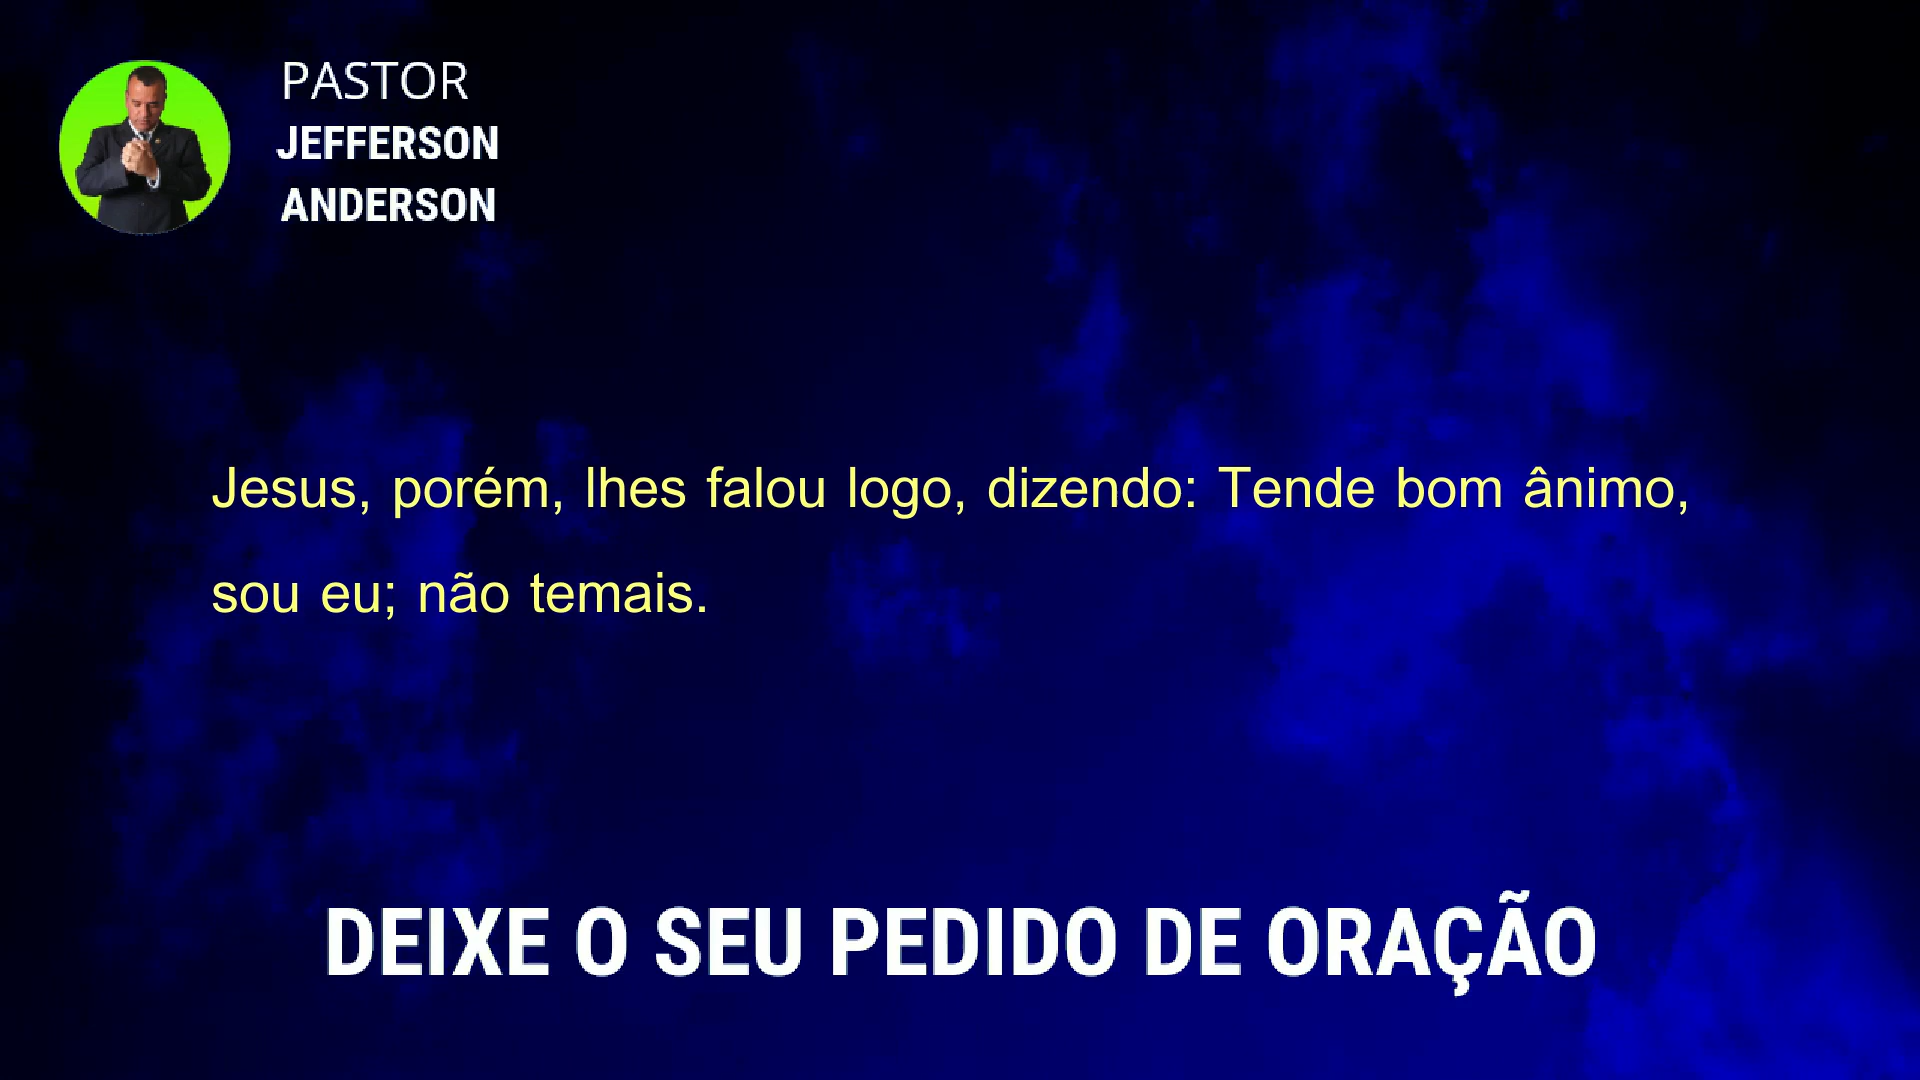 PASTOR
JEFFERSON
ANDERSON
Jesus, porém, lhes falou logo, dizendo: Tende bom ânimo,
sou eu; não temais.
DEIXE O SEU PEDIDO DE ORAÇÃO